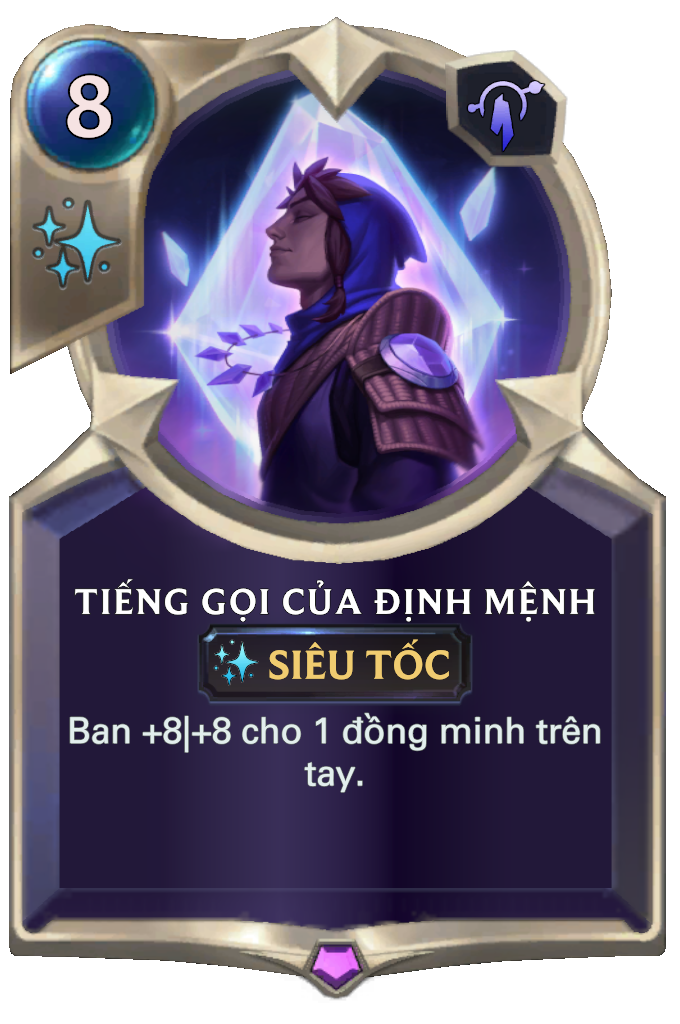 8
TIẾNG GỌI CỦA ĐỊNH MỆNH
SIÊU TỐC
Ban +8|+8 cho 1 đồng minh trên
tay.